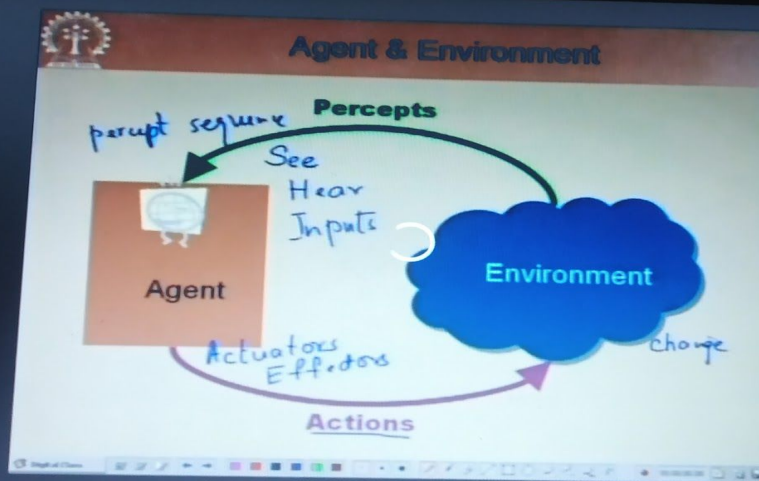 Agent & Environment
Percepts
percept sequence
See
Hear
Inputs
Environment
Agent
Actuators
Effectors
change
Actions